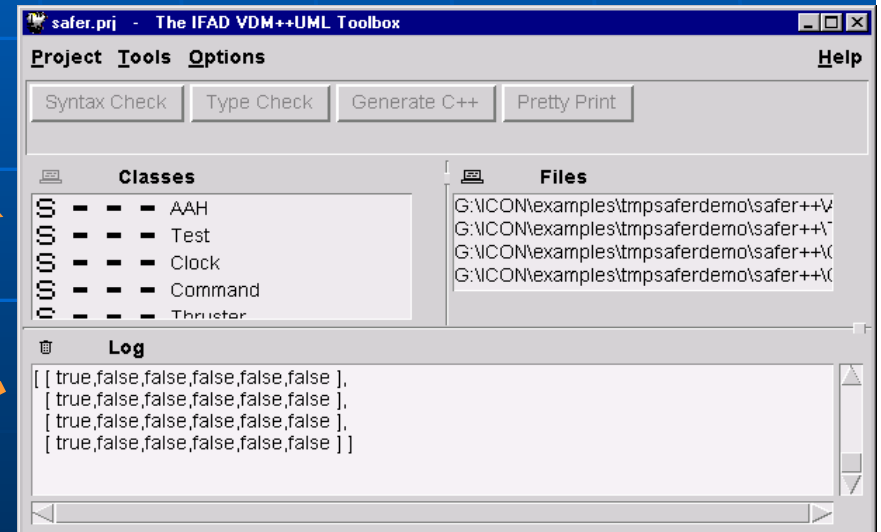 safer.prj - The IFAD VDM++UML Toolbox
Project Tools Options Help
Syntax Check Type Check Generate C++ Pretty Print
Classes
S - - - AAH
S - - - Test
S - - - Clock
S - - - Command
S - - - Thruster
Files
G:\ICON\examples\tmpsaferdemo\safer++\
G:\ICON\examples\tmpsaferdemo\safer++\
G:\ICON\examples\tmpsaferdemo\safer++\
G:\ICON\examples\tmpsaferdemo\safer++\
Log
[ [ true,false,false,false,false,false ],
[ true,false,false,false,false,false ],
[ true,false,false,false,false,false ],
[ true,false,false,false,false,false ] ]